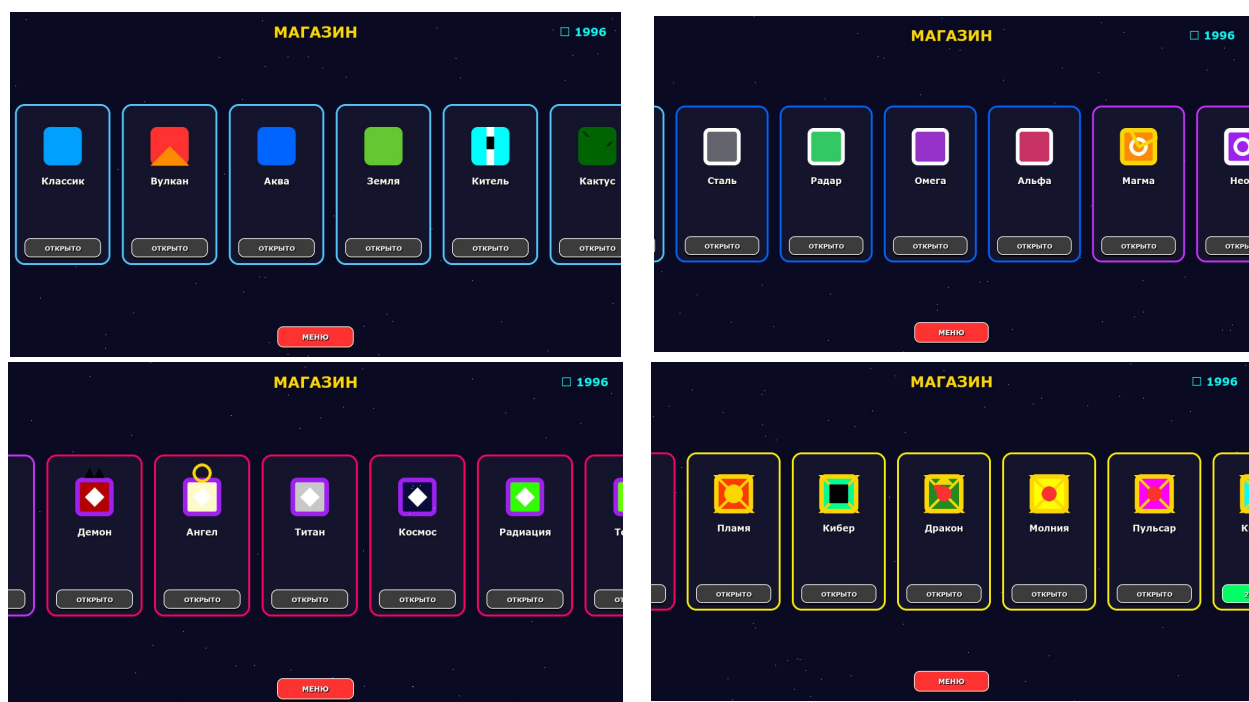 МАГАЗИН
1996
Классик
Вулкан
Аква
Земля
Китель
Кактус
ОТКРЫТО
ОТКРЫТО
ОТКРЫТО
ОТКРЫТО
ОТКРЫТО
ОТКРЫТО
МЕНЮ
МАГАЗИН
1996
Сталь
Радар
Омега
Альфа
Магма
ОТКРЫТО
ОТКРЫТО
ОТКРЫТО
ОТКРЫТО
ОТКРЫТО
МЕНЮ
МАГАЗИН
1996
Демон
Ангел
Титан
Космос
Радиация
ОТКРЫТО
ОТКРЫТО
ОТКРЫТО
ОТКРЫТО
ОТКРЫТО
МЕНЮ
МАГАЗИН
1996
Пламя
Кибер
Дракон
Молния
Пульсар
ОТКРЫТО
ОТКРЫТО
ОТКРЫТО
ОТКРЫТО
ОТКРЫТО
МЕНЮ